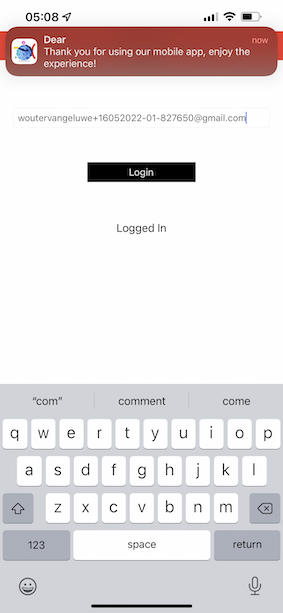 05:08
Dear
now
Thank you for using our mobile app, enjoy the
experience!
woutervangeluwe+16052022-01-827650@gmail.com
Login
Logged In
“com” comment come
q w e r t y u i o p
a s d f g h j k l
z x c v b n m
123 space return